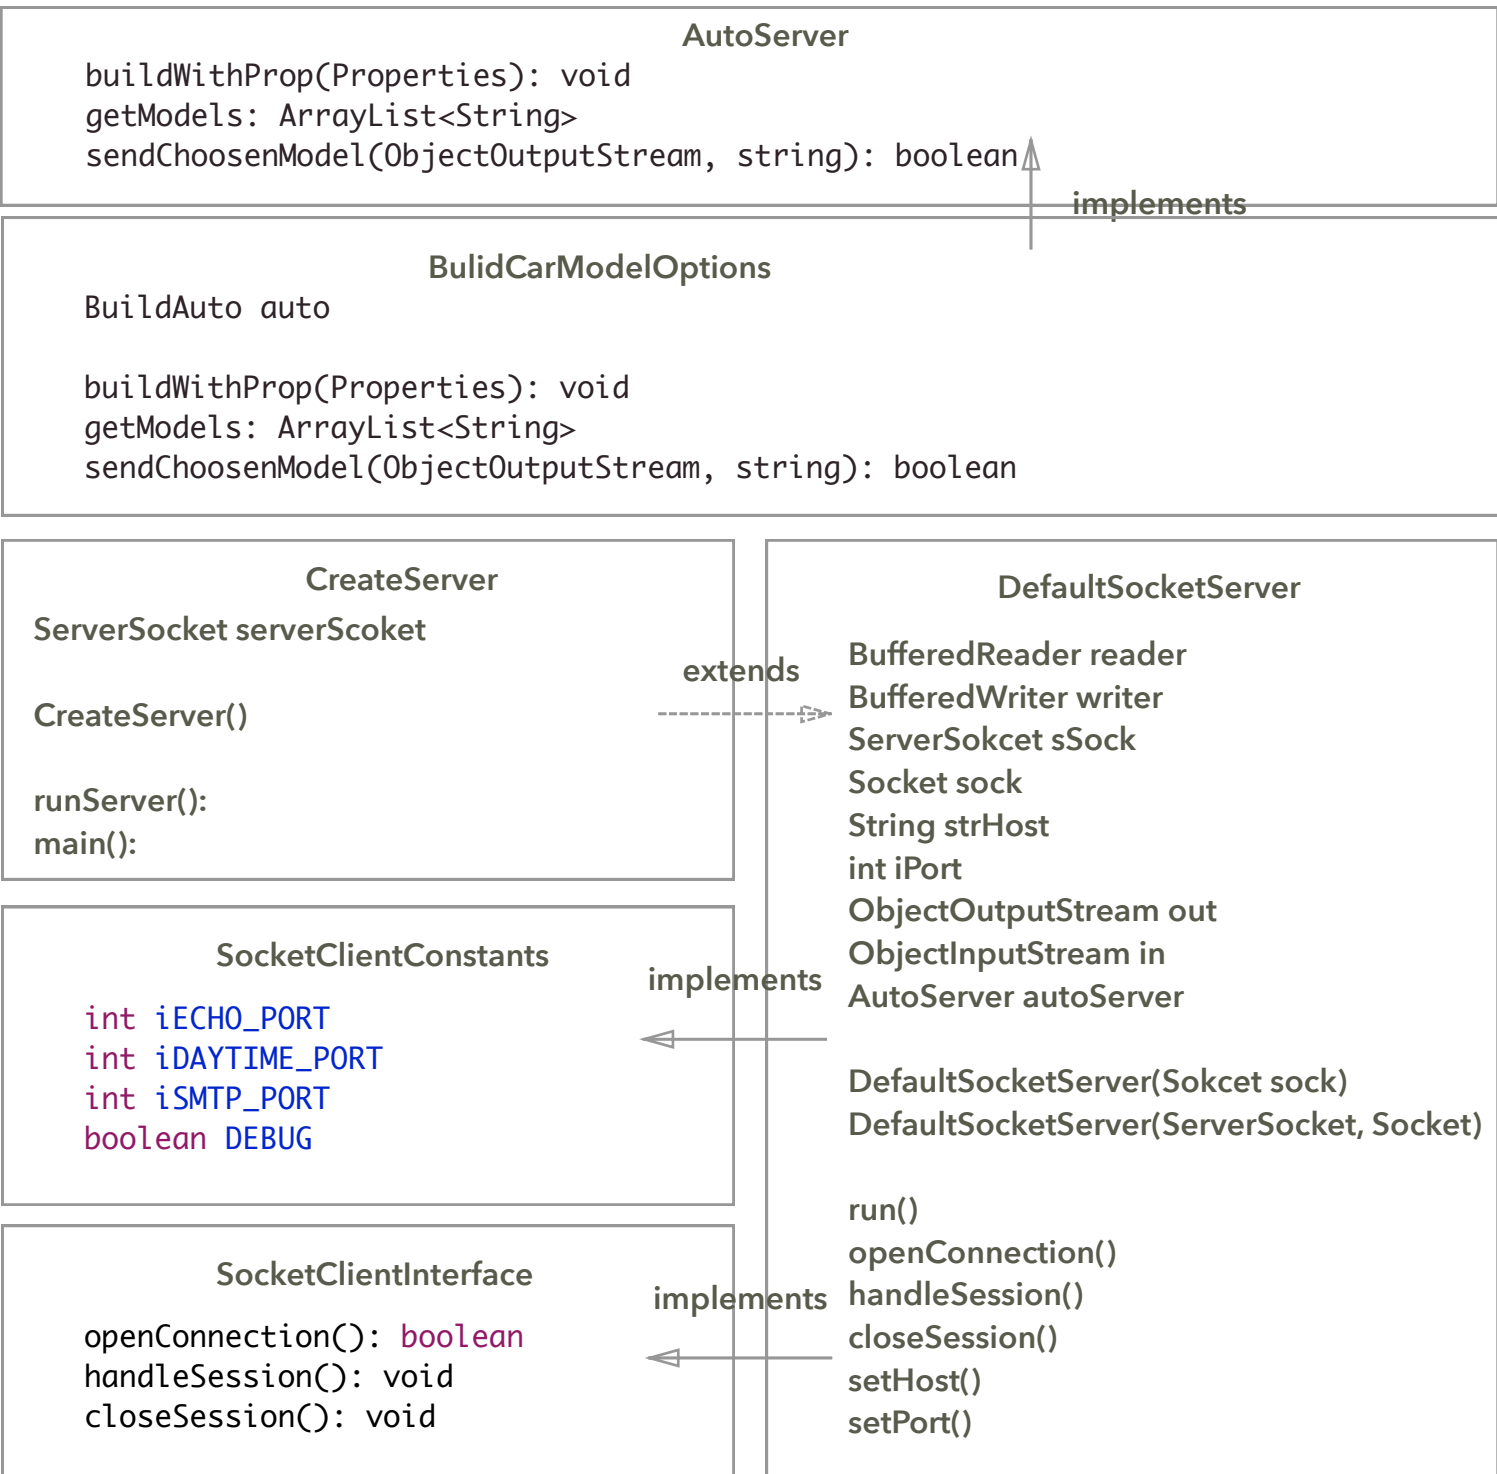 AutoServer
buildWithProp(Properties): void
getModels: ArrayList<String>
sendChoosenModel(ObjectOutputStream, string): boolean
implements
BulidCarModelOptions
BuildAuto auto
buildWithProp(Properties): void
getModels: ArrayList<String>
sendChoosenModel(ObjectOutputStream, string): boolean
CreateServer
ServerSocket serverScoket
CreateServer()
runServer():
main():
extends
DefaultSocketServer
BufferedReader reader
BufferedWriter writer
ServerSokcet sSock
Socket sock
String strHost
int iPort
ObjectOutputStream out
ObjectInputStream in
AutoServer autoServer
DefaultSocketServer(Sokcet sock)
DefaultSocketServer(ServerSocket, Socket)
run()
openConnection()
handleSession()
closeSession()
setHost()
setPort()
SocketClientConstants
int iECHO_PORT
int iDAYTIME_PORT
int iSMTP_PORT
boolean DEBUG
implements
SocketClientInterface
openConnection(): boolean
handleSession(): void
closeSession(): void
implements